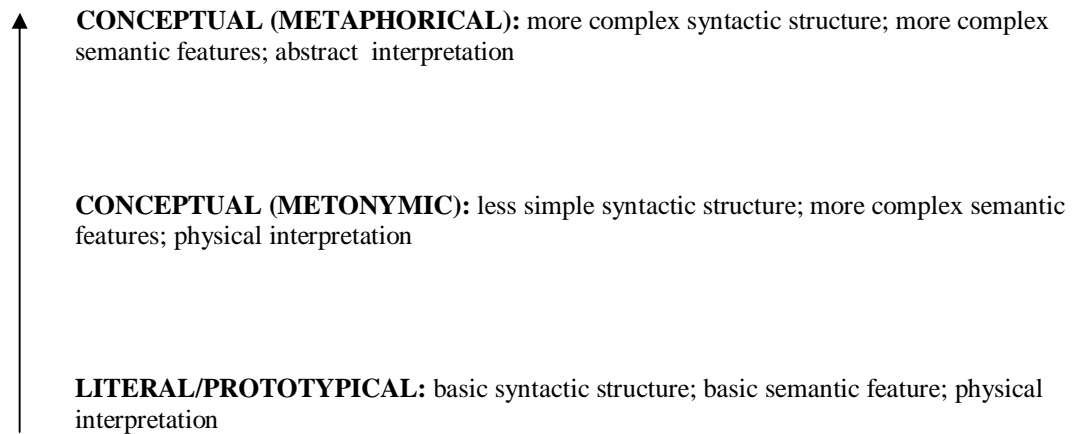 CONCEPTUAL (METAPHORICAL): more complex syntactic structure; more complex
semantic features; abstract interpretation
CONCEPTUAL (METONYMIC): less simple syntactic structure; more complex semantic
features; physical interpretation
LITERAL/PROTOTYPICAL: basic syntactic structure; basic semantic feature; physical
interpretation